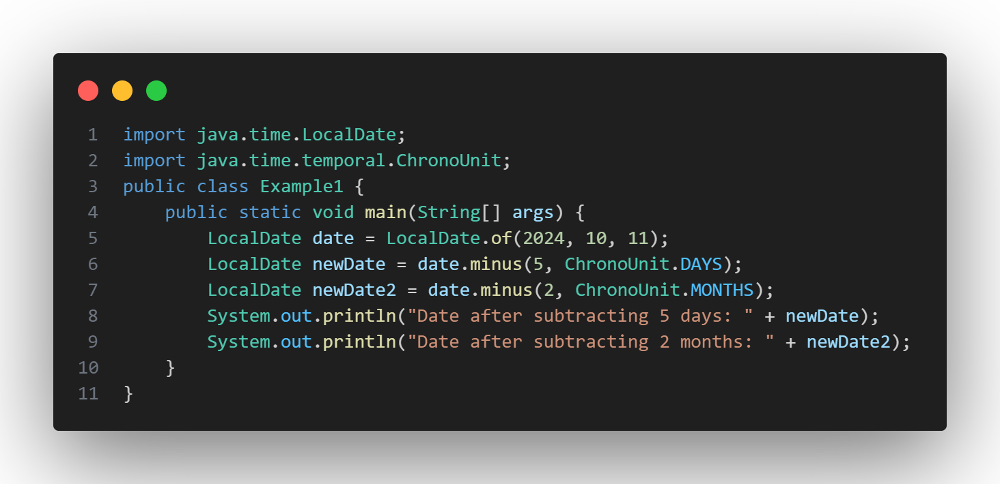 1 import java.time.LocalDate;
2 import java.time.temporal.ChronoUnit;
3 public class Example1 {
4     public static void main(String[] args) {
5         LocalDate date = LocalDate.of(2024, 10, 11);
6         LocalDate newDate = date.minus(5, ChronoUnit.DAYS);
7         LocalDate newDate2 = date.minus(2, ChronoUnit.MONTHS);
8         System.out.println("Date after subtracting 5 days: " + newDate);
9         System.out.println("Date after subtracting 2 months: " + newDate2);
10     }
11 }